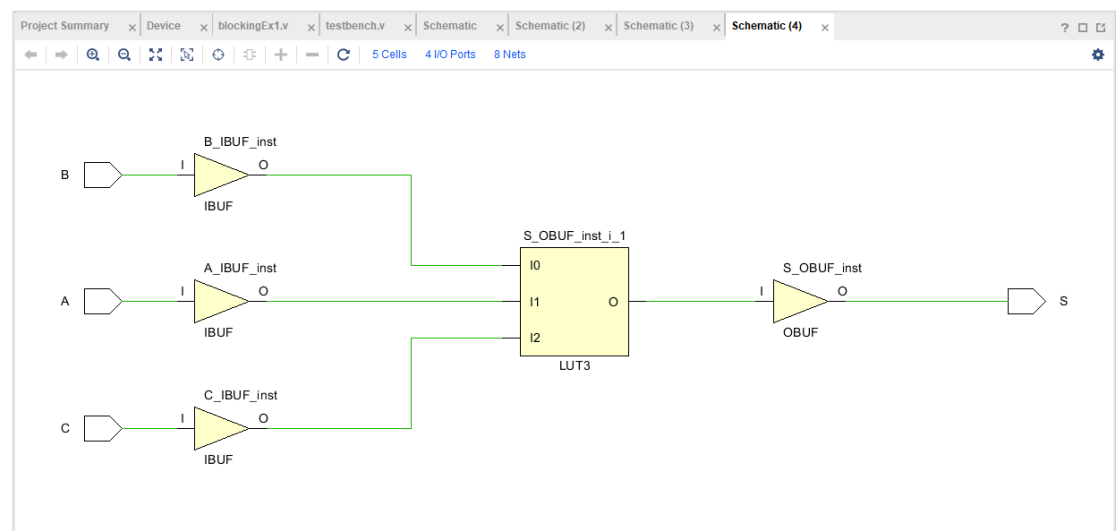 Project Summary × Device × blockingEx1.v × testbench.v × Schematic × Schematic (2) × Schematic (3) × Schematic (4) × ?
5 Cells 4 I/O Ports 8 Nets
B_IBUF_inst
B I O
IBUF
S_OBUF_inst_i_1
I0
A_IBUF_inst S_OBUF_inst
A I O I1 O I O S
IBUF OBUF
I2
LUT3
C_IBUF_inst
C I O
IBUF